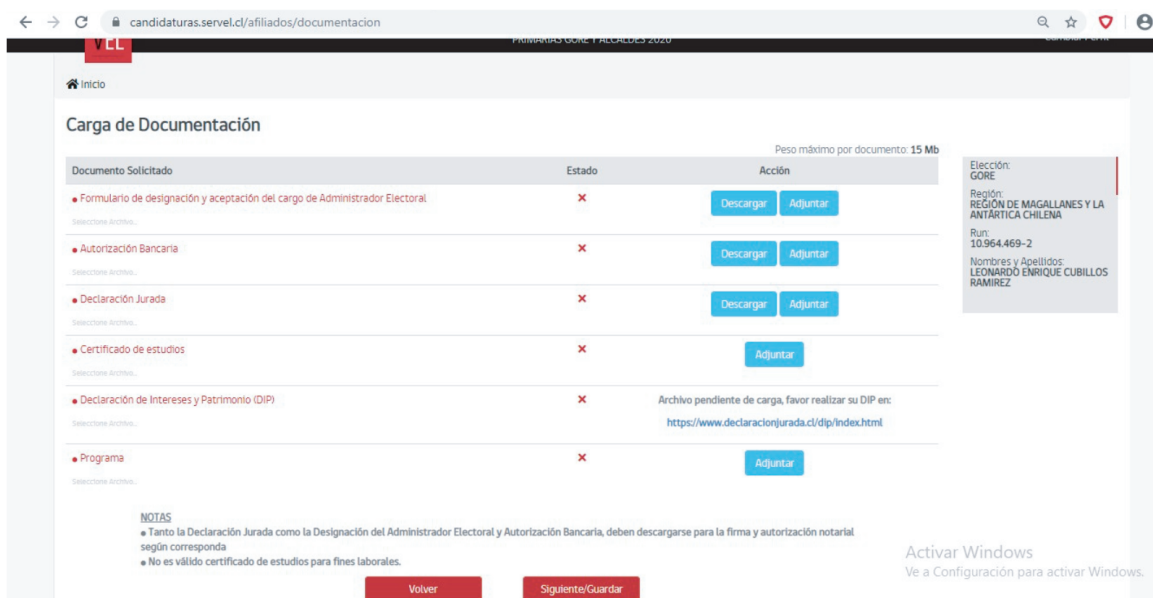 candidaturas.servel.cl/afiliados/documentacion
VEL
PRIMARIAS GORE Y ALCALDES 2020
Inicio
Carga de Documentación
Peso máximo por documento: 15 Mb
Documento Solicitado Estado Acción
• Formulario de designación y aceptación del cargo de Administrador Electoral
Descargar Adjuntar
Seleccione Archivo...
• Autorización Bancaria
Descargar Adjuntar
Seleccione Archivo...
• Declaración Jurada
Descargar Adjuntar
Seleccione Archivo...
• Certificado de estudios
Adjuntar
Seleccione Archivo...
• Declaración de Intereses y Patrimonio (DIP)
Archivo pendiente de carga, favor realizar su DIP en:
https://www.declaracionjurada.cl/dip/index.html
Seleccione Archivo...
• Programa
Adjuntar
Seleccione Archivo...
NOTAS
• Tanto la Declaración Jurada como la Designación del Administrador Electoral y Autorización Bancaria, deben descargarse para la firma y autorización notarial
según corresponda
• No es válido certificado de estudios para fines laborales.
Volver Siguiente/Guardar
Elección:
GORE
Región:
REGIÓN DE MAGALLANES Y LA
ANTÁRTICA CHILENA
Run:
10.964.469-2
Nombres y Apellidos:
LEONARDO ENRIQUE CUBILLOS
RAMIREZ
Activar Windows
Ve a Configuración para activar Windows.